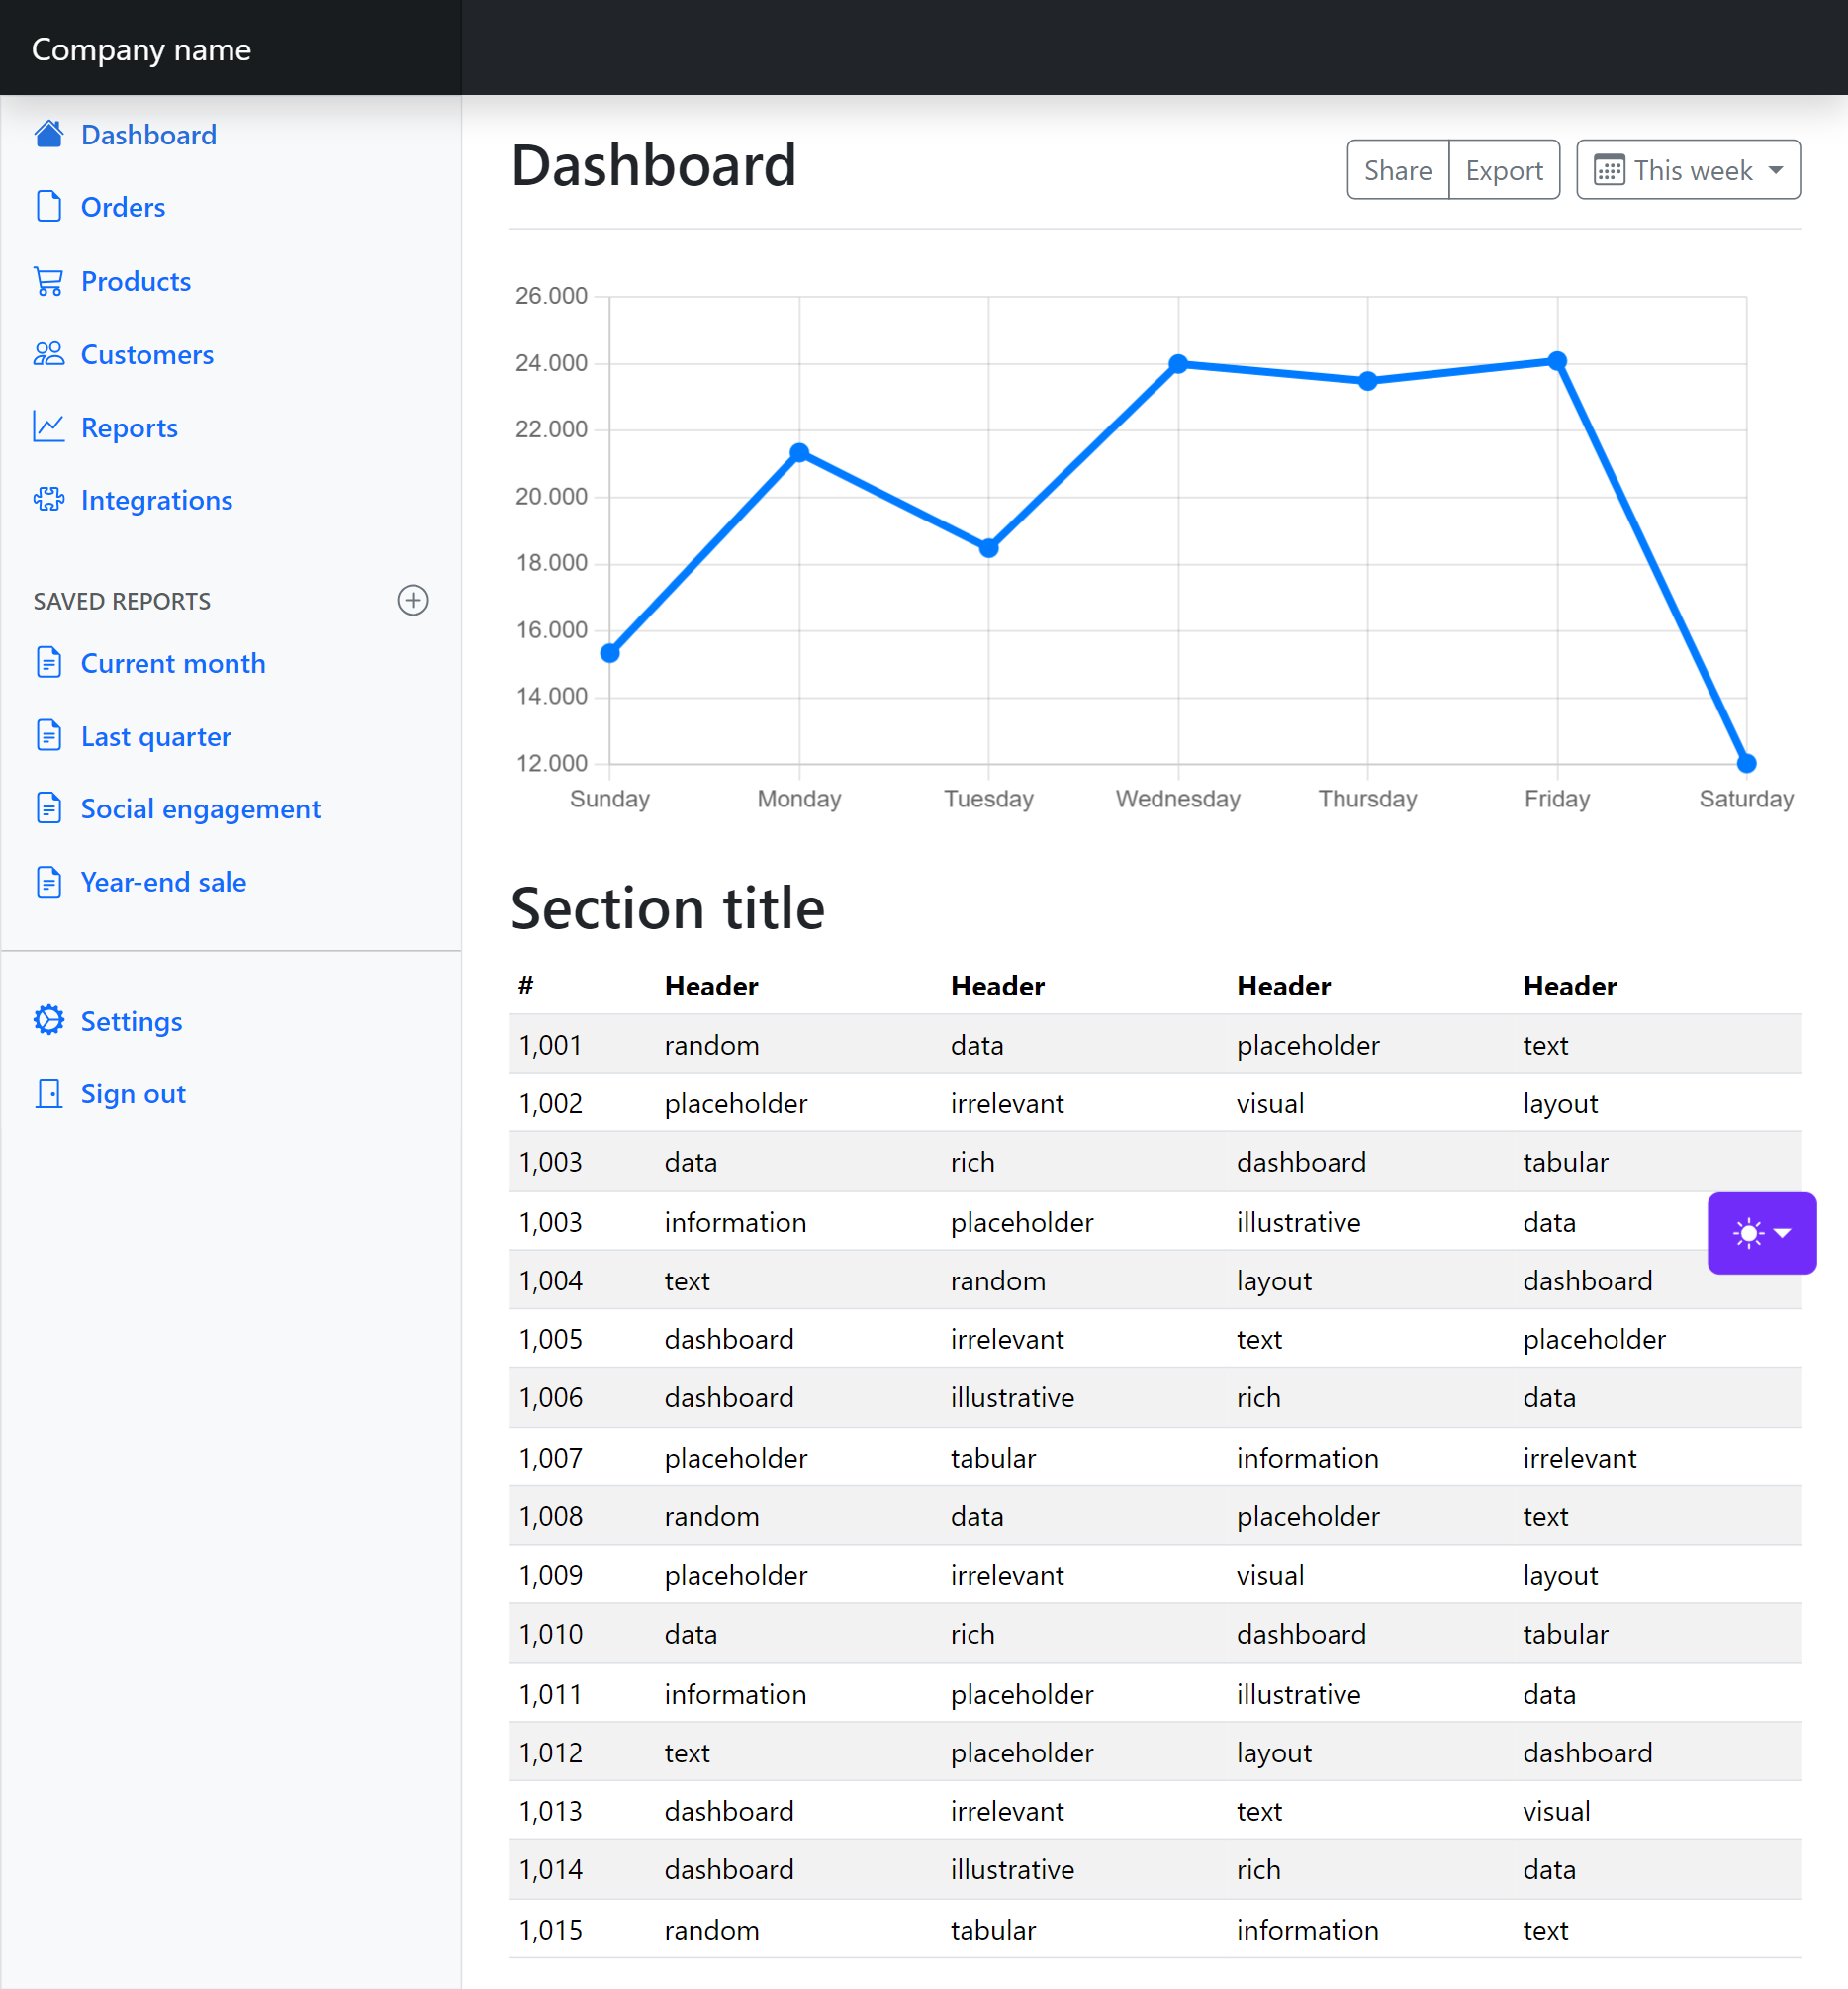 Company name
Dashboard
Orders
Products
Customers
Reports
Integrations
SAVED REPORTS
Current month
Last quarter
Social engagement
Year-end sale
Settings
Sign out
Dashboard
Share Export This week
26.000
24.000
22.000
20.000
18.000
16.000
14.000
12.000
Sunday Monday Tuesday Wednesday Thursday Friday Saturday
Section title
# Header Header Header Header
1,001 random data placeholder text
1,002 placeholder irrelevant visual layout
1,003 data rich dashboard tabular
1,003 information placeholder illustrative data
1,004 text random layout dashboard
1,005 dashboard irrelevant text placeholder
1,006 dashboard illustrative rich data
1,007 placeholder tabular information irrelevant
1,008 random data placeholder text
1,009 placeholder irrelevant visual layout
1,010 data rich dashboard tabular
1,011 information placeholder illustrative data
1,012 text placeholder layout dashboard
1,013 dashboard irrelevant text visual
1,014 dashboard illustrative rich data
1,015 random tabular information text